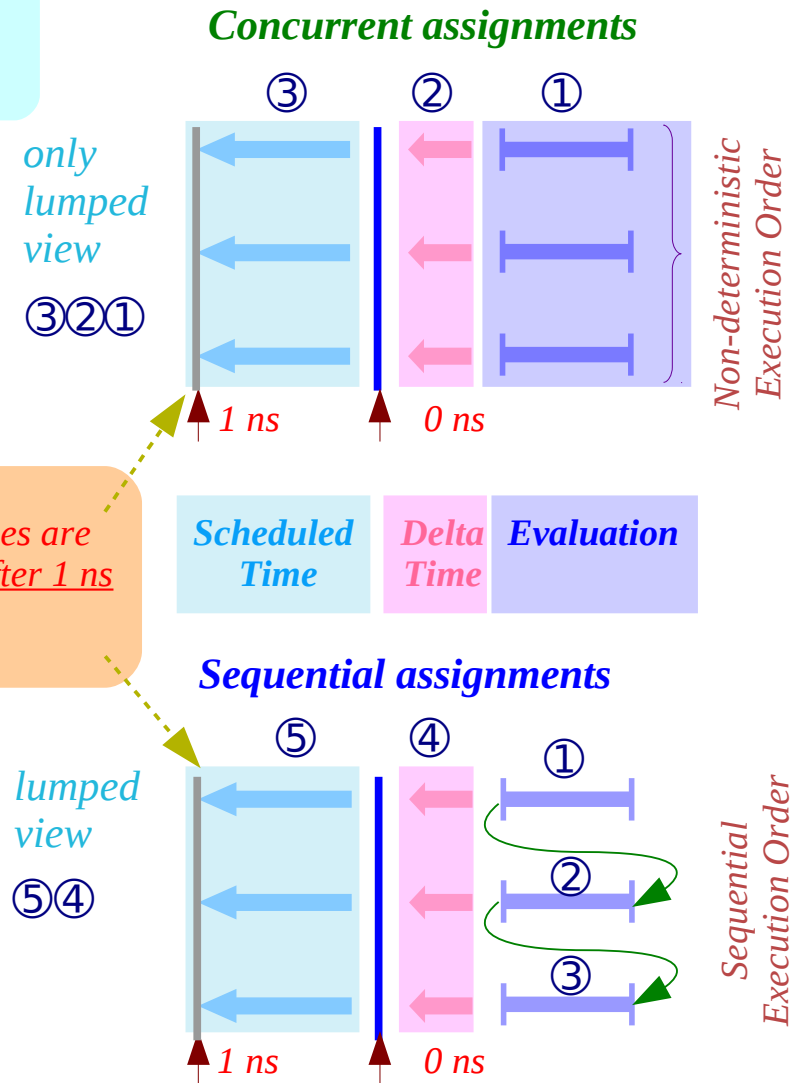 Concurrent assignments
③ ② ①
only
lumped
view
③②①
Non-deterministic
Execution Order
1 ns 0 ns
es are
fter 1 ns
Scheduled
Time
Delta
Time
Evaluation
Sequential assignments
⑤ ④ ①
②
③
lumped
view
⑤④
Sequential
Execution Order
1 ns 0 ns